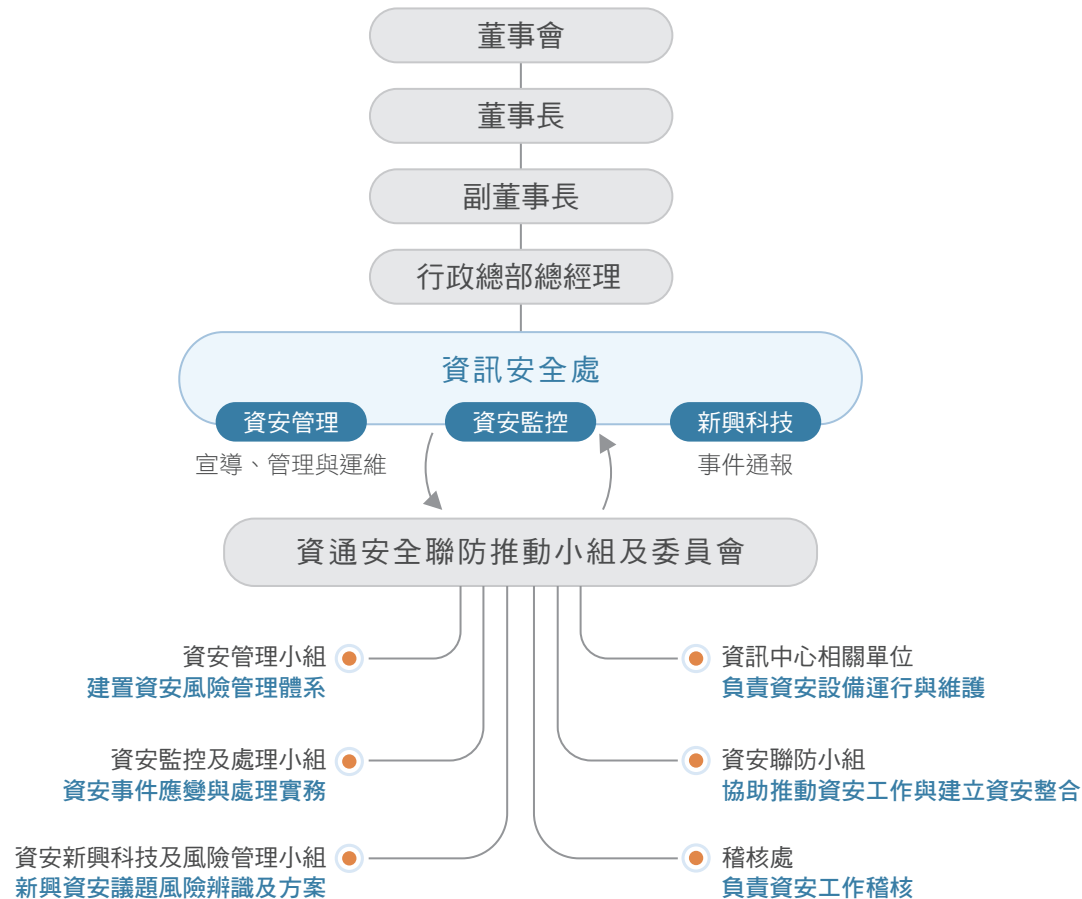 董事會
董事長
副董事長
行政總部總經理
資訊安全處
資安管理
資安監控
新興科技
宣導、管理與運維
事件通報
資通安全聯防推動小組及委員會
資安管理小組
建置資安風險管理體系
資安監控及處理小組
資安事件應變與處理實務
資安新興科技及風險管理小組
新興資安議題風險辨識及方案
資訊中心相關單位
負責資安設備運行與維護
資安聯防小組
協助推動資安工作與建立資安整合
稽核處
負責資安工作稽核